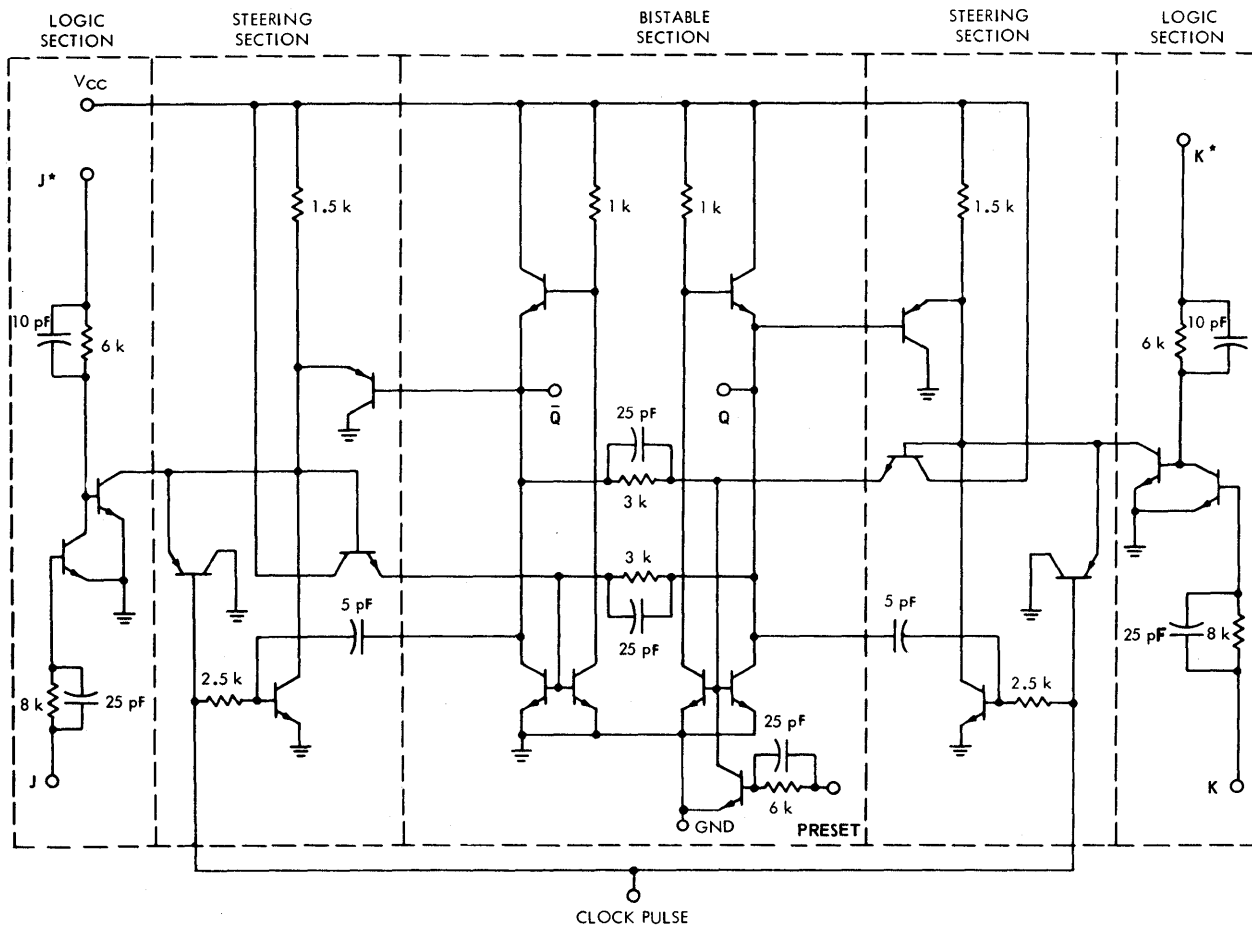 LOGIC
SECTION
STEERING
SECTION
BISTABLE
SECTION
STEERING
SECTION
LOGIC
SECTION
VCC
J*
K*
1.5 k
1 k
1 k
1.5 k
10 pF
6 k
6 k
10 pF
Q̄
Q
25 pF
3 k
3 k
25 pF
5 pF
5 pF
2.5 k
2.5 k
8 k
25 pF
25 pF
8 k
25 pF
6 k
J
K
GND
PRESET
CLOCK PULSE